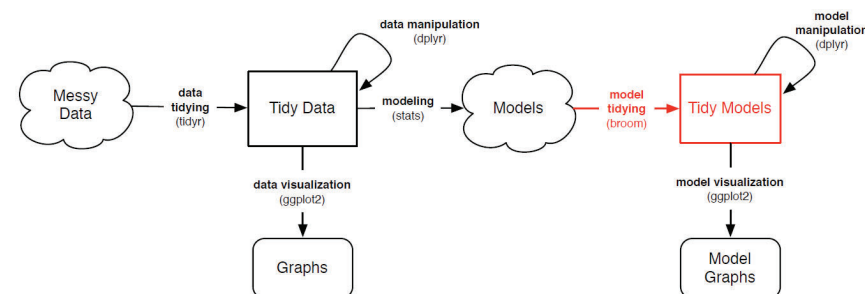 data manipulation
(dplyr)
model
manipulation
(dplyr)
Messy
Data
data
tidying
(tidyr)
Tidy Data
modeling
(stats)
Models
model
tidying
(broom)
Tidy Models
data visualization
(ggplot2)
model visualization
(ggplot2)
Graphs
Model
Graphs